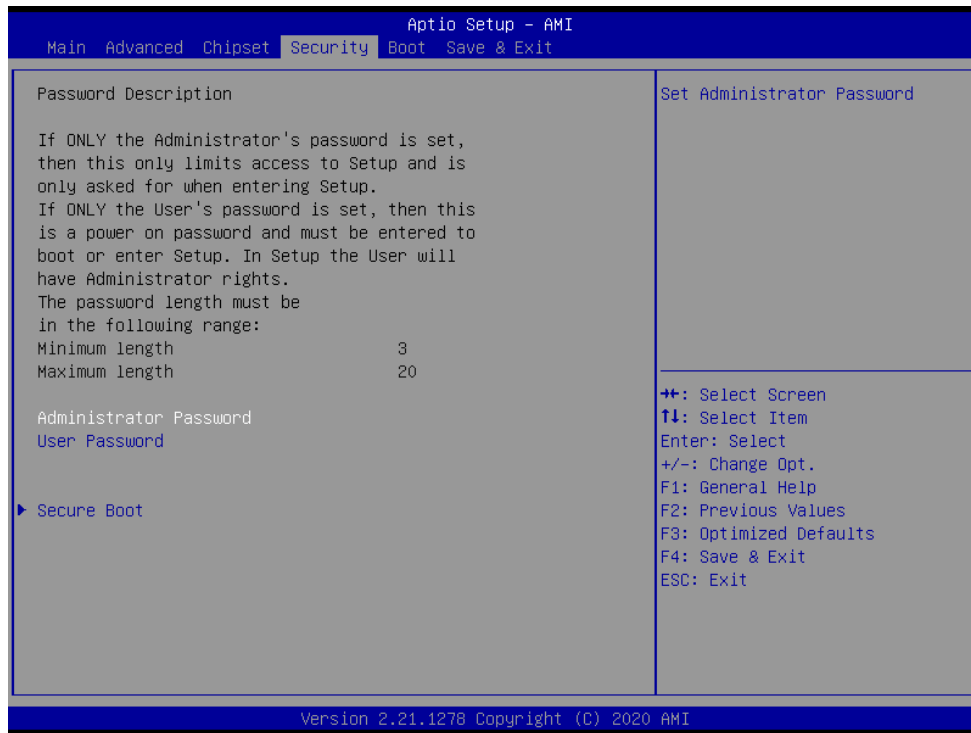 Aptio Setup – AMI
Main Advanced Chipset Security Boot Save & Exit
Password Description
If ONLY the Administrator's password is set,
then this only limits access to Setup and is
only asked for when entering Setup.
If ONLY the User's password is set, then this
is a power on password and must be entered to
boot or enter Setup. In Setup the User will
have Administrator rights.
The password length must be
in the following range:
Minimum length 3
Maximum length 20
Administrator Password
User Password
Secure Boot
Set Administrator Password
→←: Select Screen
↑↓: Select Item
Enter: Select
+/-: Change Opt.
F1: General Help
F2: Previous Values
F3: Optimized Defaults
F4: Save & Exit
ESC: Exit
Version 2.21.1278 Copyright (C) 2020 AMI